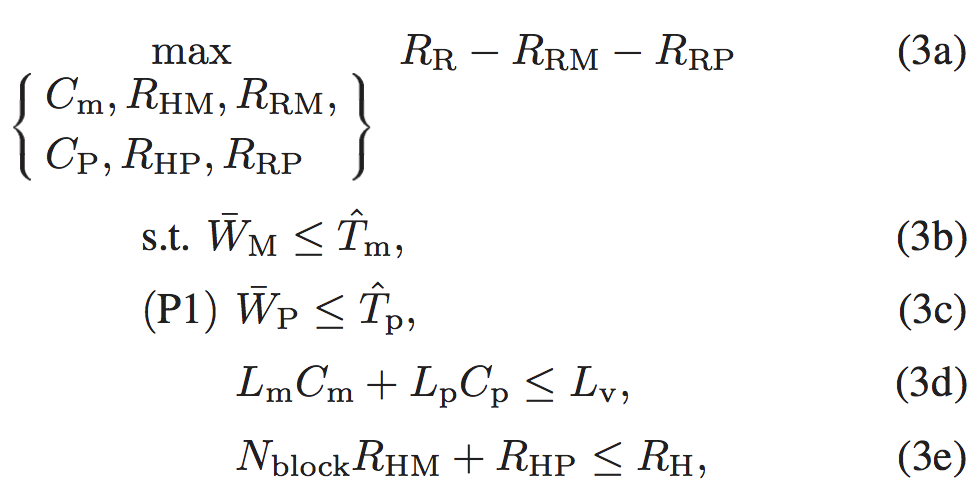 max R_R − R_RM − R_RP (3a)
{ C_m, R_HM, R_RM,
C_P, R_HP, R_RP }
s.t. W̄_M ≤ T̂_m, (3b)
(P1) W̄_P ≤ T̂_p, (3c)
L_m C_m + L_p C_p ≤ L_v, (3d)
N_block R_HM + R_HP ≤ R_H, (3e)